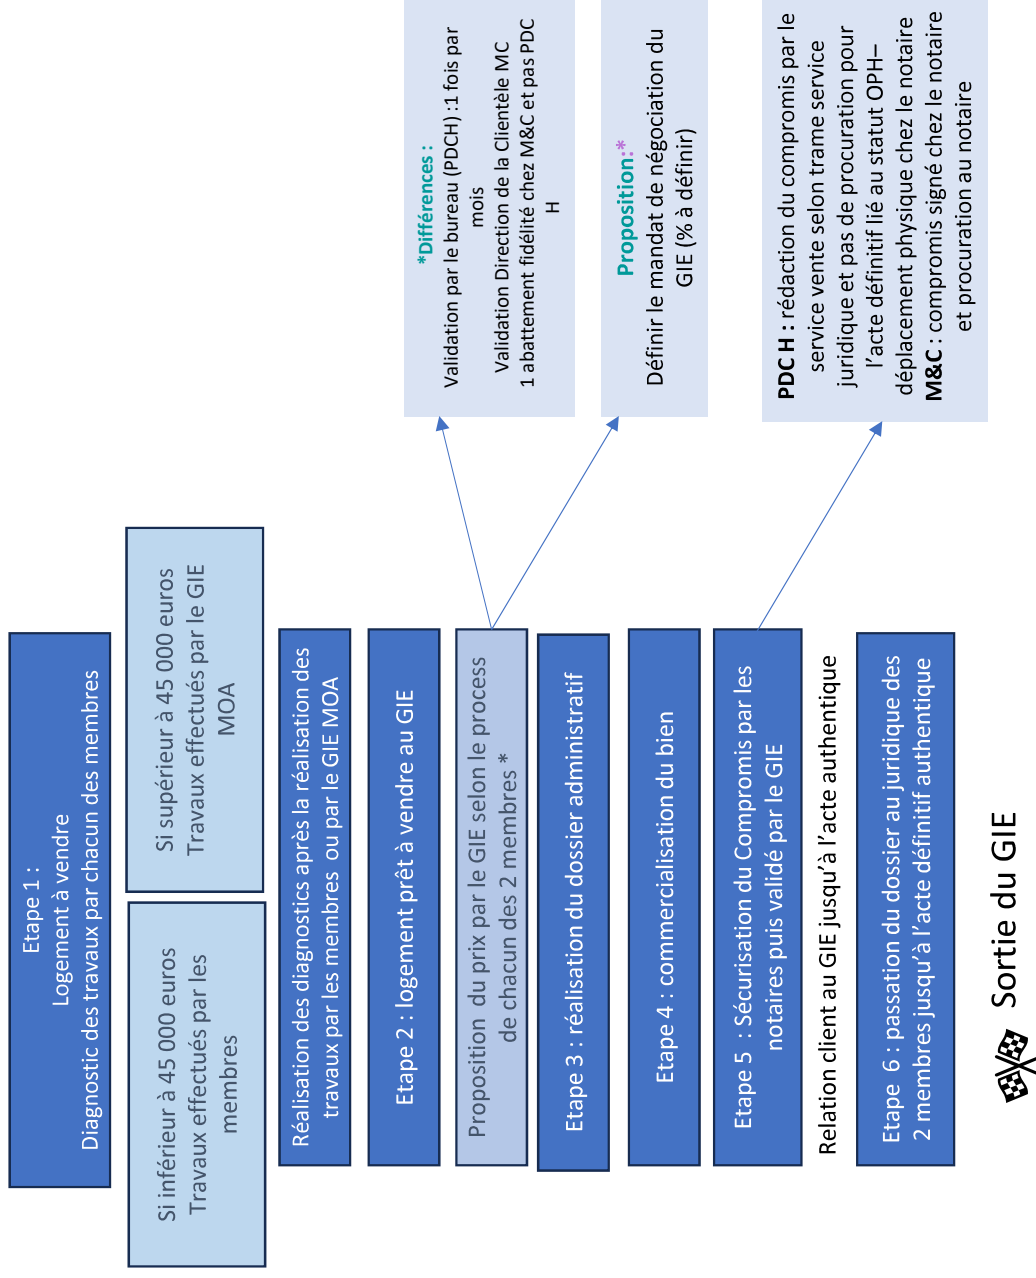 Etape 1 :
Logement à vendre
Diagnostic des travaux par chacun des membres
Si inférieur à 45 000 euros
Travaux effectués par les
membres
Si supérieur à 45 000 euros
Travaux effectués par le GIE
MOA
Réalisation des diagnostics après la réalisation des
travaux par les membres ou par le GIE MOA
Etape 2 : logement prêt à vendre au GIE
Proposition du prix par le GIE selon le process
de chacun des 2 membres *
*Différences :
Validation par le bureau (PDCH) :1 fois par
mois
Validation Direction de la Clientèle MC
1 abattement fidélité chez M&C et pas PDC
H
Proposition:*
Définir le mandat de négociation du
GIE (% à définir)
Etape 3 : réalisation du dossier administratif
Etape 4 : commercialisation du bien
Etape 5 : Sécurisation du Compromis par les
notaires puis validé par le GIE
PDC H : rédaction du compromis par le
service vente selon trame service
juridique et pas de procuration pour
l'acte définitif lié au statut OPH–
déplacement physique chez le notaire
M&C : compromis signé chez le notaire
et procuration au notaire
Relation client au GIE jusqu'à l'acte authentique
Etape 6 : passation du dossier au juridique des
2 membres jusqu'à l'acte définitif authentique
Sortie du GIE